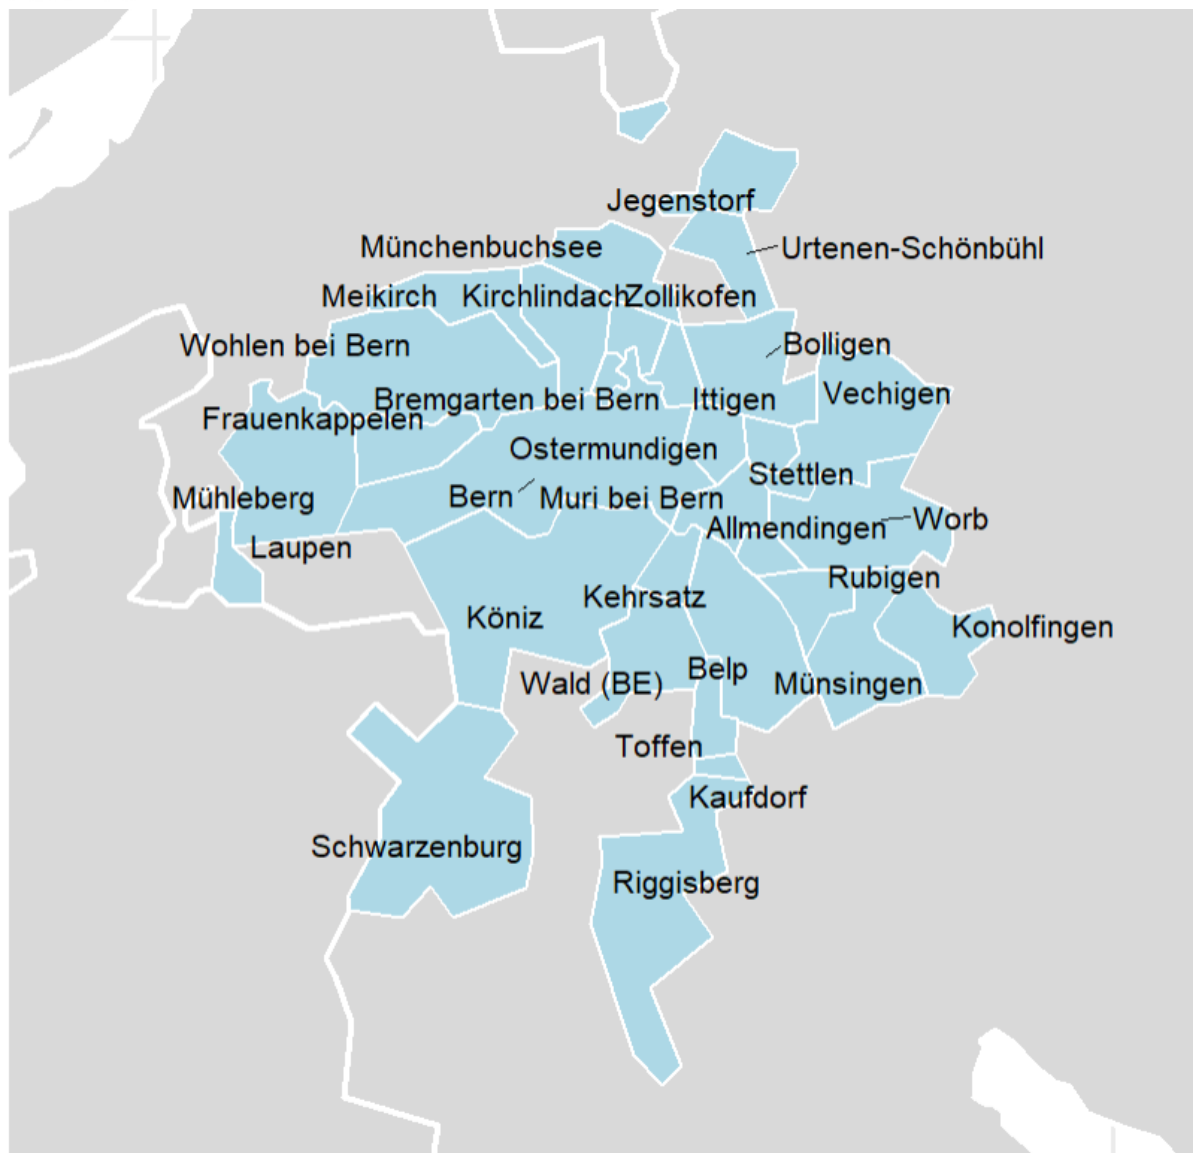 Jegenstorf
Münchenbuchsee
Urtenen-Schönbühl
Meikirch
Kirchlindach
Zollikofen
Wohlen bei Bern
Bolligen
Bremgarten bei Bern
Ittigen
Vechigen
Frauenkappelen
Ostermundigen
Stettlen
Mühleberg
Bern
Muri bei Bern
Allmendingen
Worb
Laupen
Rubigen
Kehrsatz
Köniz
Konolfingen
Wald (BE)
Belp
Münsingen
Toffen
Kaufdorf
Schwarzenburg
Riggisberg